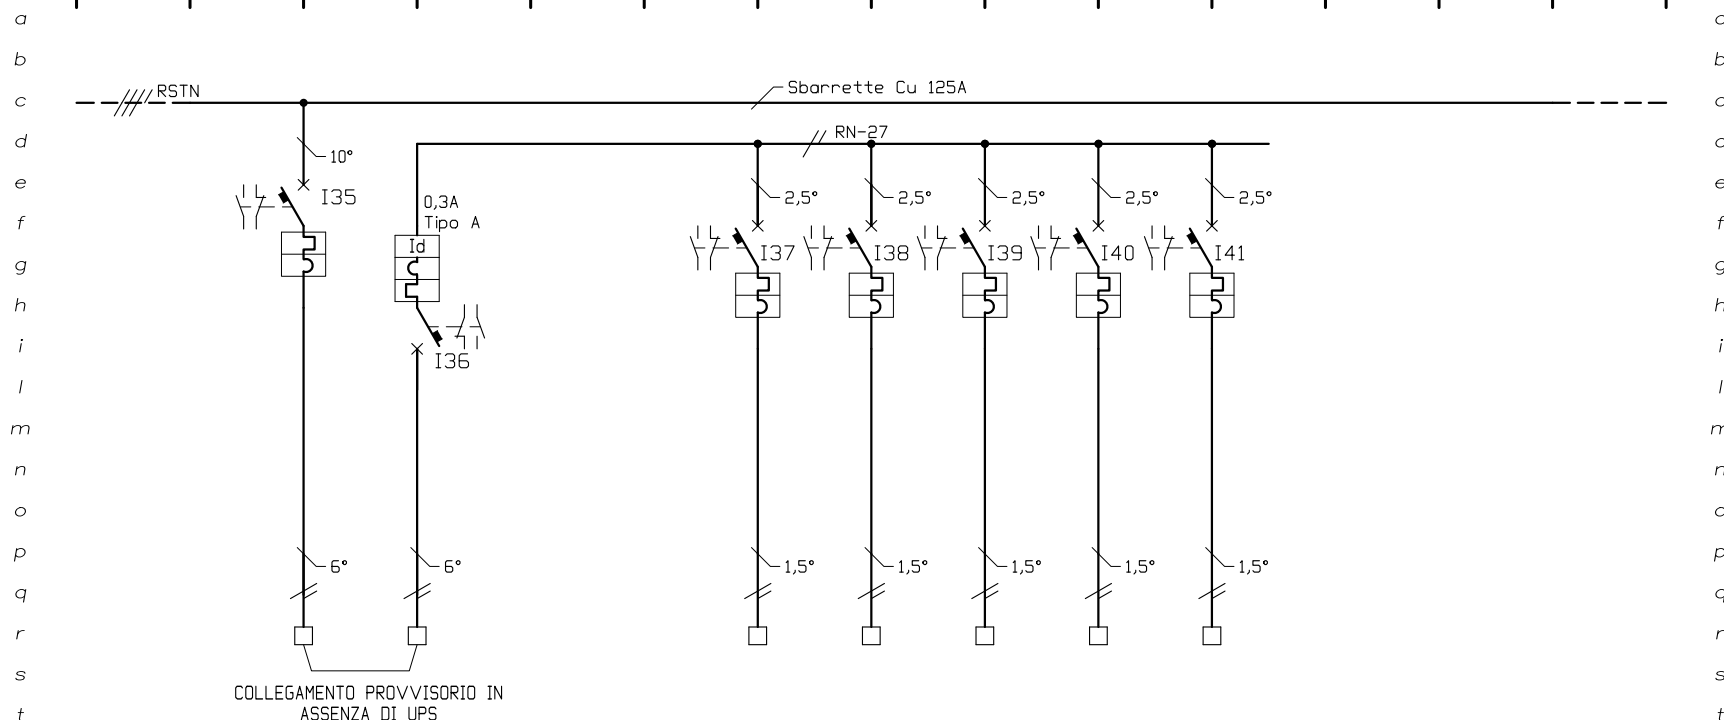 a a
b b
c RSTN Sbarrette Cu 125A c
d 10° RN-27 d
e I35 0,3A 2,5° 2,5° 2,5° 2,5° 2,5° e
f Tipo A f
g Id I37 I38 I39 I40 I41 g
h h
i I36 i
l l
m m
n n
o o
p 6° 6° 1,5° 1,5° 1,5° 1,5° 1,5° p
q q
r r
s s
COLLEGAMENTO PROVVISORIO IN
t ASSENZA DI UPS t